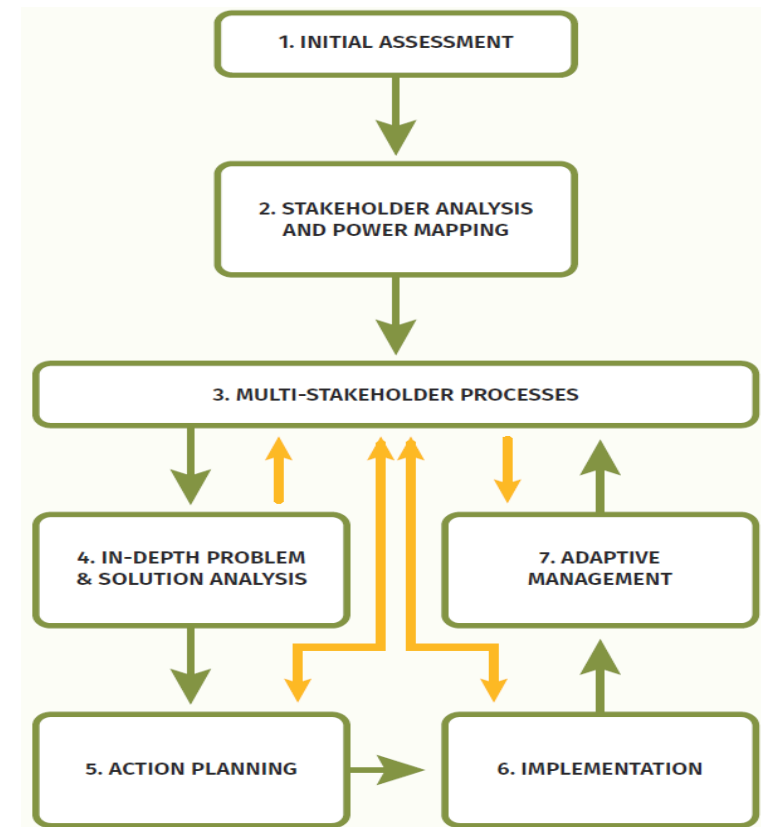 1. INITIAL ASSESSMENT
2. STAKEHOLDER ANALYSIS
AND POWER MAPPING
3. MULTI-STAKEHOLDER PROCESSES
4. IN-DEPTH PROBLEM
& SOLUTION ANALYSIS
7. ADAPTIVE
MANAGEMENT
5. ACTION PLANNING
6. IMPLEMENTATION